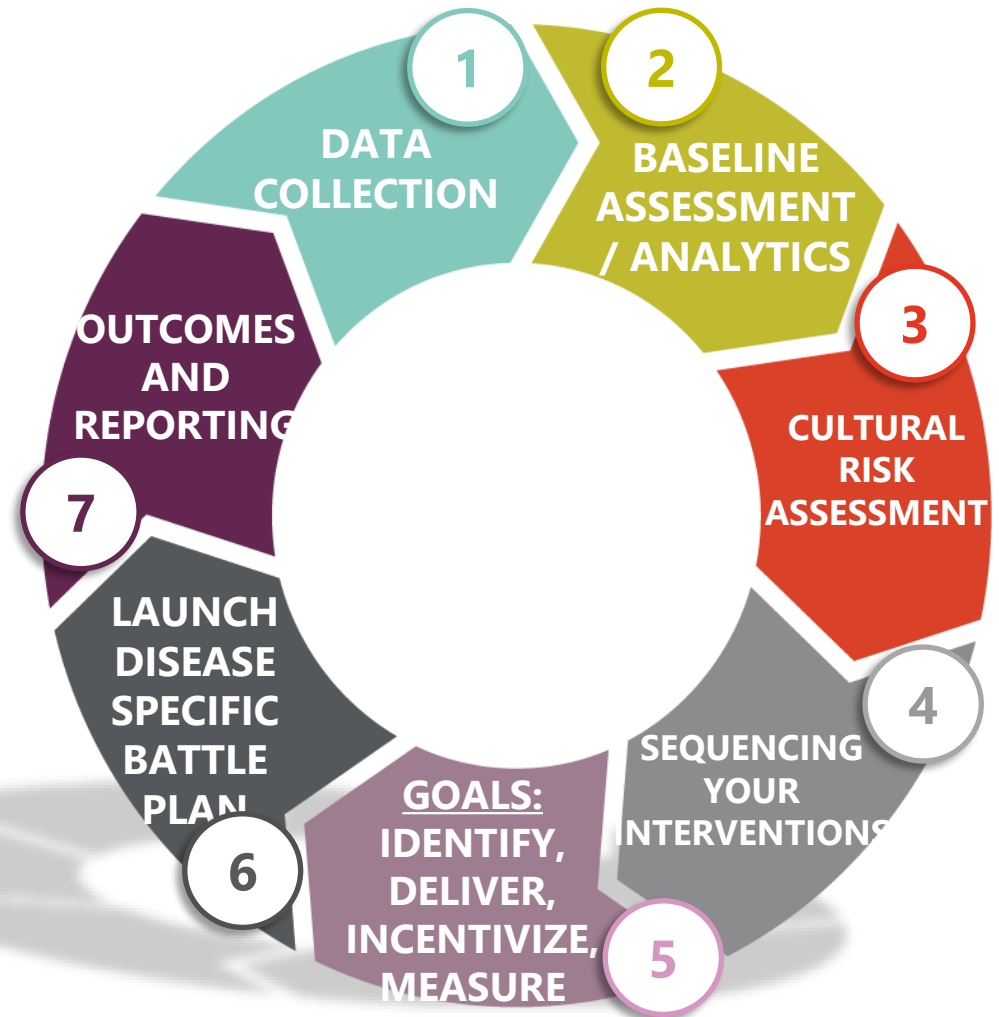 1
DATA
COLLECTION
2
BASELINE
ASSESSMENT
/ ANALYTICS
3
CULTURAL
RISK
ASSESSMENT
4
SEQUENCING
YOUR
INTERVENTIONS
5
GOALS:
IDENTIFY,
DELIVER,
INCENTIVIZE,
MEASURE
6
LAUNCH
DISEASE
SPECIFIC
BATTLE
PLAN
7
OUTCOMES
AND
REPORTING